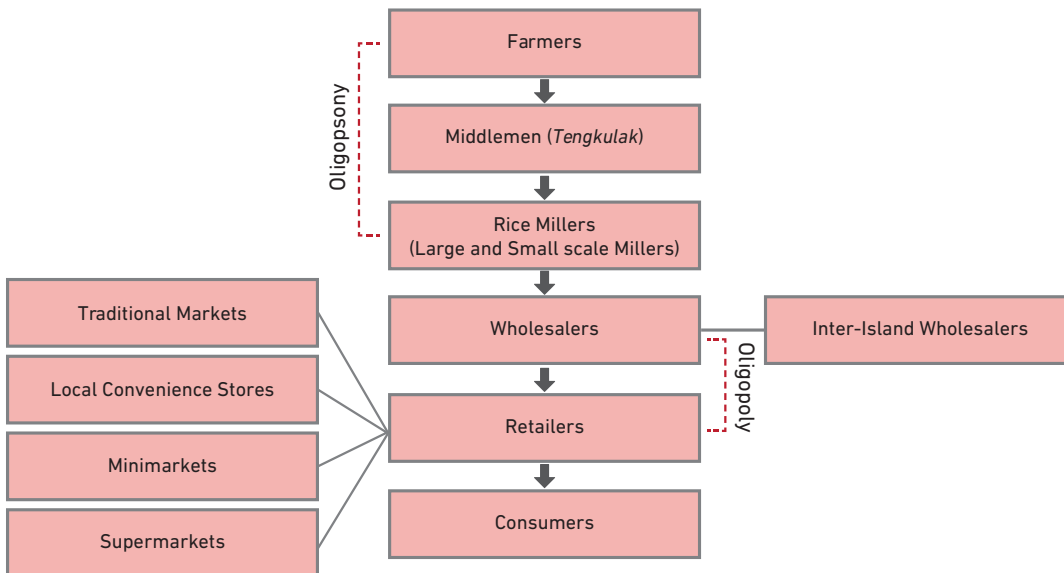 Farmers
Oligopsony
Middlemen (Tengkulak)
Rice Millers
(Large and Small scale Millers)
Traditional Markets
Wholesalers
Inter-Island Wholesalers
Oligopoly
Local Convenience Stores
Retailers
Minimarkets
Consumers
Supermarkets